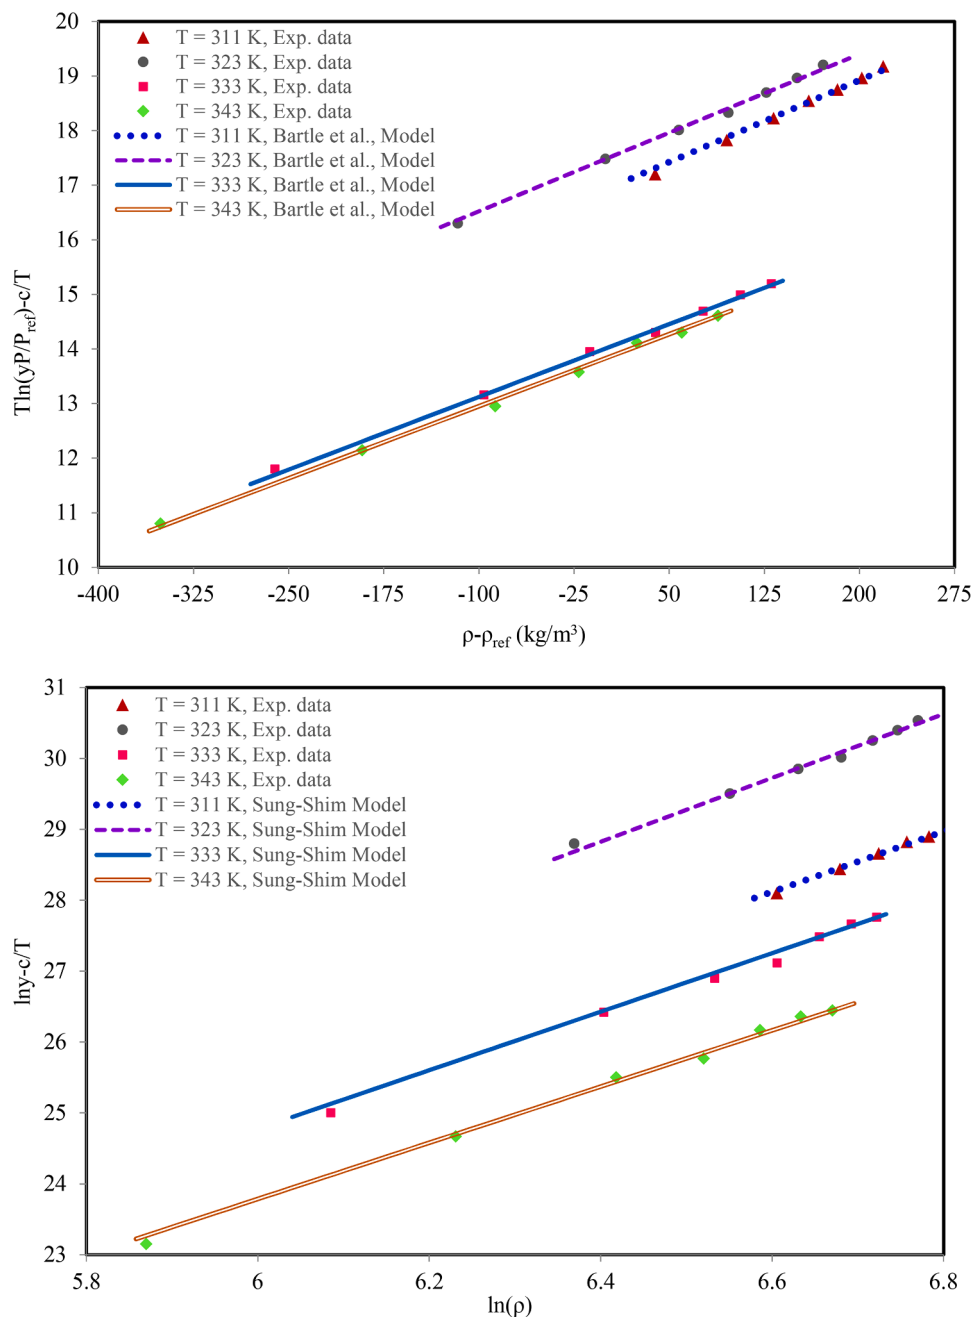 20
19
18
17
16
15
14
13
12
11
10
Tln(yP/Pref)-c/T
T = 311 K, Exp. data
T = 323 K, Exp. data
T = 333 K, Exp. data
T = 343 K, Exp. data
T = 311 K, Bartle et al., Model
T = 323 K, Bartle et al., Model
T = 333 K, Bartle et al., Model
T = 343 K, Bartle et al., Model
-400 -325 -250 -175 -100 -25 50 125 200 275
ρ-ρref (kg/m³)
31
30
29
28
27
26
25
24
23
lny-c/T
T = 311 K, Exp. data
T = 323 K, Exp. data
T = 333 K, Exp. data
T = 343 K, Exp. data
T = 311 K, Sung-Shim Model
T = 323 K, Sung-Shim Model
T = 333 K, Sung-Shim Model
T = 343 K, Sung-Shim Model
5.8 6 6.2 6.4 6.6 6.8
ln(ρ)